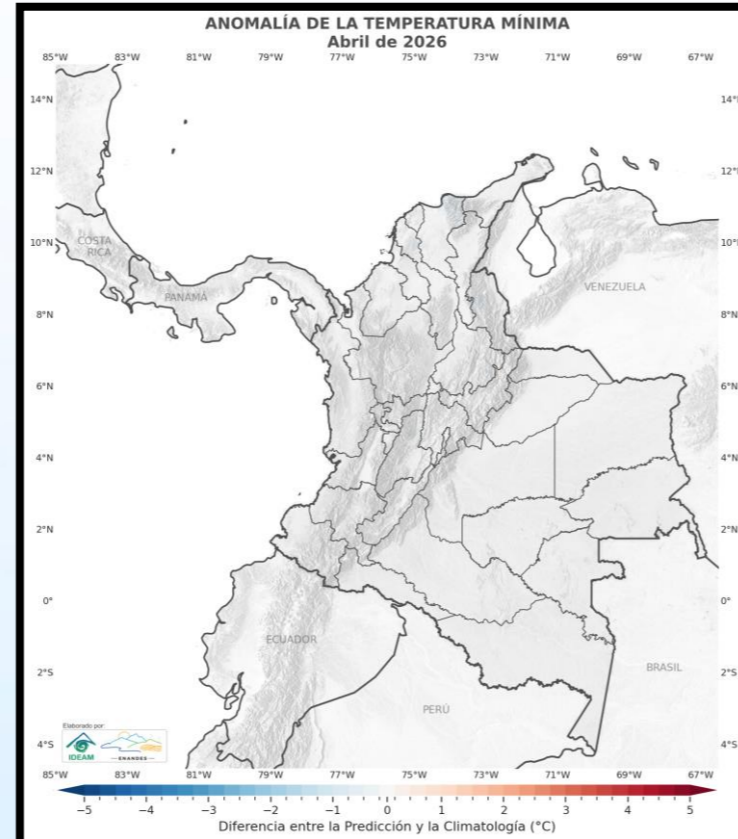 ANOMALÍA DE LA TEMPERATURA MÍNIMA
Abril de 2026
85°W 83°W 81°W 79°W 77°W 75°W 73°W 71°W 69°W 67°W
14°N 14°N
12°N 12°N
10°N 10°N
COSTA
RICA
PANAMÁ
VENEZUELA
8°N 8°N
6°N 6°N
4°N 4°N
2°N 2°N
0° 0°
ECUADOR
BRASIL
2°S 2°S
PERÚ
Elaborado por:
IDEAM
ENANDES
4°S 4°S
85°W 83°W 81°W 79°W 77°W 75°W 73°W 71°W 69°W 67°W
−5 −4 −3 −2 −1 0 1 2 3 4 5
Diferencia entre la Predicción y la Climatología (°C)